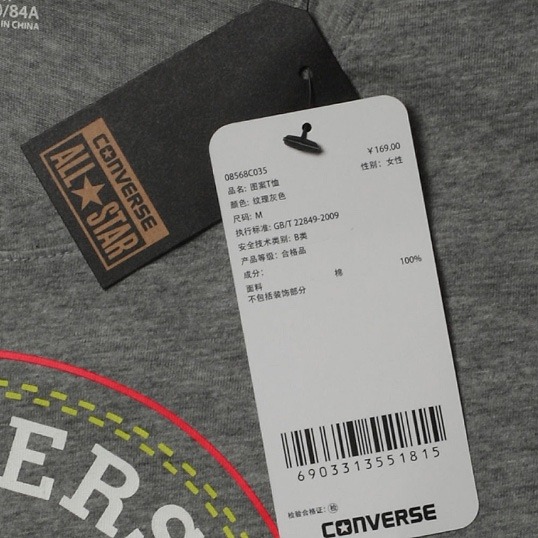 /84A
IN CHINA
CONVERSE
ALL STAR
08568C035
￥169.00
品名: 图案T恤
性别: 女性
颜色: 纹理灰色
尺码: M
执行标准: GB/T 22849-2009
安全技术类别: B类
产品等级: 合格品
成分:
面料 棉 100%
不包括装饰部分
6903313551815
检验合格证: 检
CONVERSE
ERS